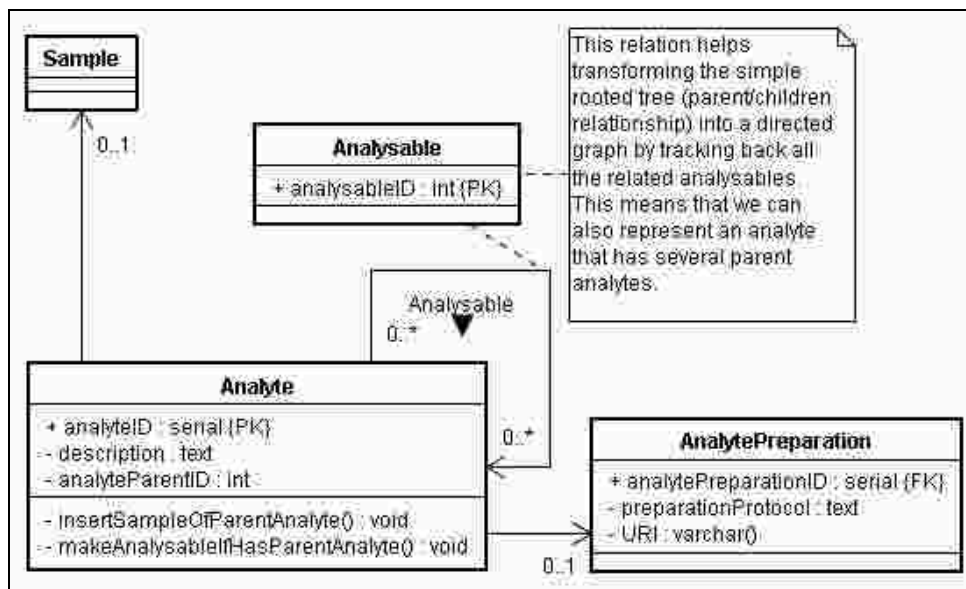 Sample
0..1
Analysable
+ analysableID : int {PK}
This relation helps
transforming the simple
rooted tree (parent/children
relationship) into a directed
graph by tracking back all
the related analysables
This means that we can
also represent an analyte
that has several parent
analytes.
Analysable
0..*
Analyte
+ analyteID : serial {PK}
- description : text
- analyteParentID : int
- insertSampleOfParentAnalyte() : void
- makeAnalysableIfHasParentAnalyte() : void
0..*
AnalytePreparation
+ analytePreparationID : serial {FK}
- preparationProtocol : text
- URI : varchar()
0..1